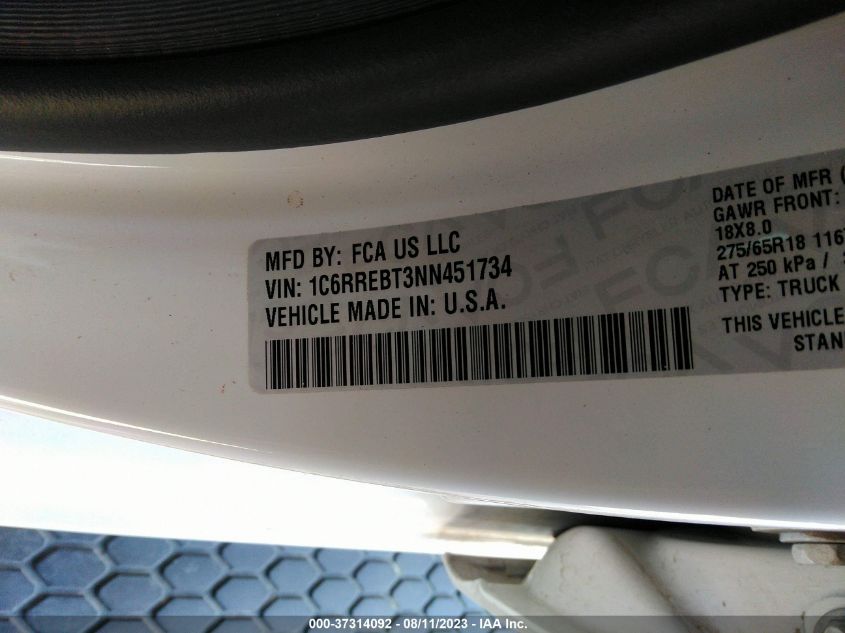 MFD BY: FCA US LLC
VIN: 1C6RREBT3NN451734
VEHICLE MADE IN: U.S.A.
DATE OF MFR
GAWR FRONT:
18X8.0
275/65R18
AT 250 kPa /
TYPE: TRUCK
THIS VEHICLE
FCA
000-37314092 - 08/11/2023 - IAA Inc.